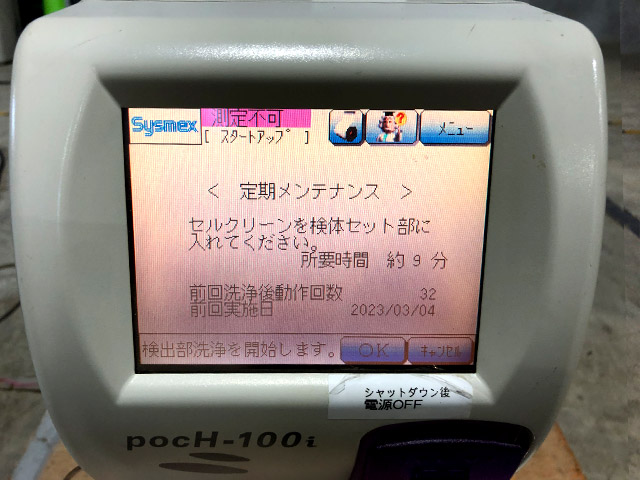 Sysmex
測定不可
[ スタートアップ ]
?
メニュー
< 定期メンテナンス >
セルクリーンを検体セット部に
入れてください。
所要時間 約 9 分
前回洗浄後動作回数 32
前回実施日 2023/03/04
検出部洗浄を開始します。
OK
キャンセル
シャットダウン後
電源OFF
pocH-100i